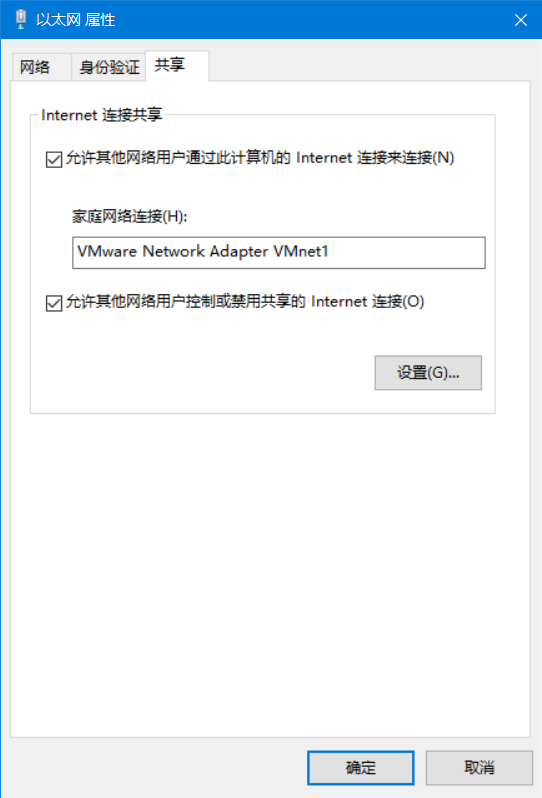 以太网 属性
网络 身份验证 共享
Internet 连接共享
允许其他网络用户通过此计算机的 Internet 连接来连接(N)
家庭网络连接(H):
VMware Network Adapter VMnet1
允许其他网络用户控制或禁用共享的 Internet 连接(O)
设置(G)...
确定 取消